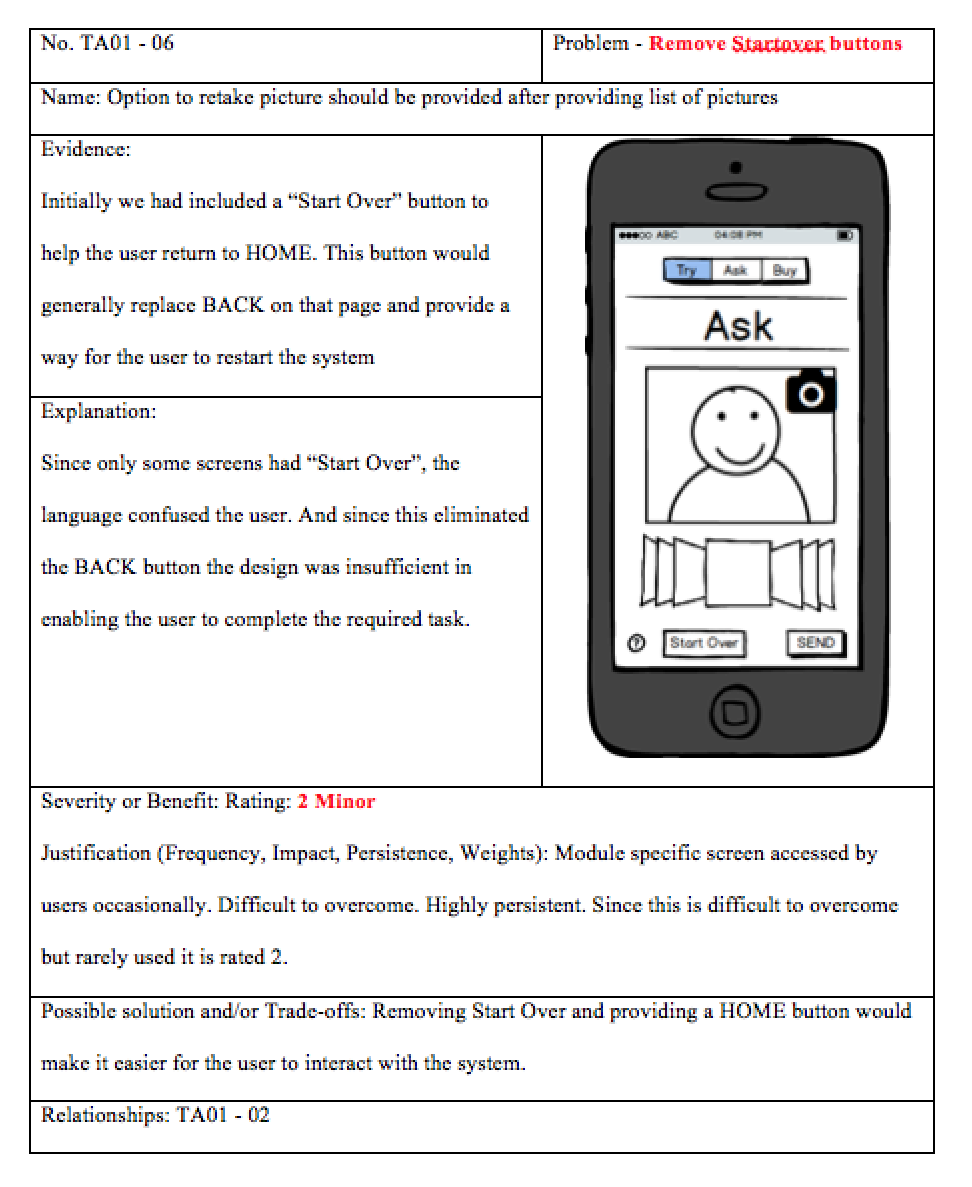 No. TA01 - 06
Problem - Remove Startover buttons
Name: Option to retake picture should be provided after providing list of pictures
Evidence:
Initially we had included a “Start Over” button to
help the user return to HOME. This button would
generally replace BACK on that page and provide a
way for the user to restart the system
Explanation:
Since only some screens had “Start Over”, the
language confused the user. And since this eliminated
the BACK button the design was insufficient in
enabling the user to complete the required task.
ABC 04:08 PM
Try Ask Buy
Ask
? Start Over SEND
Severity or Benefit: Rating: 2 Minor
Justification (Frequency, Impact, Persistence, Weights): Module specific screen accessed by
users occasionally. Difficult to overcome. Highly persistent. Since this is difficult to overcome
but rarely used it is rated 2.
Possible solution and/or Trade-offs: Removing Start Over and providing a HOME button would
make it easier for the user to interact with the system.
Relationships: TA01 - 02